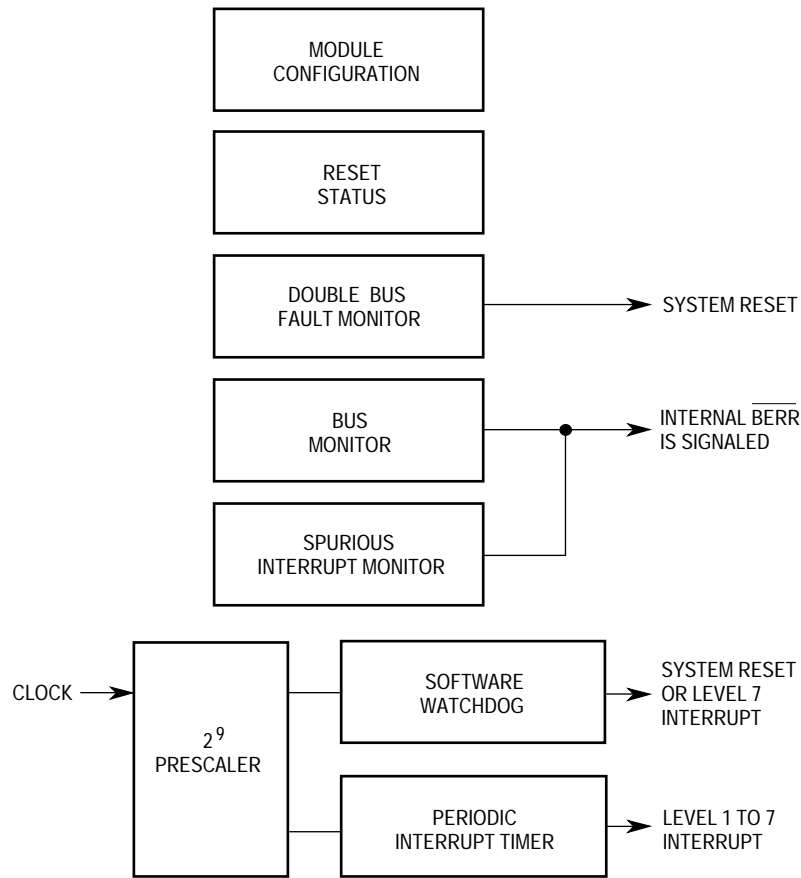 MODULE
CONFIGURATION
RESET
STATUS
DOUBLE BUS
FAULT MONITOR
SYSTEM RESET
BUS
MONITOR
INTERNAL BERR
IS SIGNALED
SPURIOUS
INTERRUPT MONITOR
CLOCK
2⁹
PRESCALER
SOFTWARE
WATCHDOG
SYSTEM RESET
OR LEVEL 7
INTERRUPT
PERIODIC
INTERRUPT TIMER
LEVEL 1 TO 7
INTERRUPT